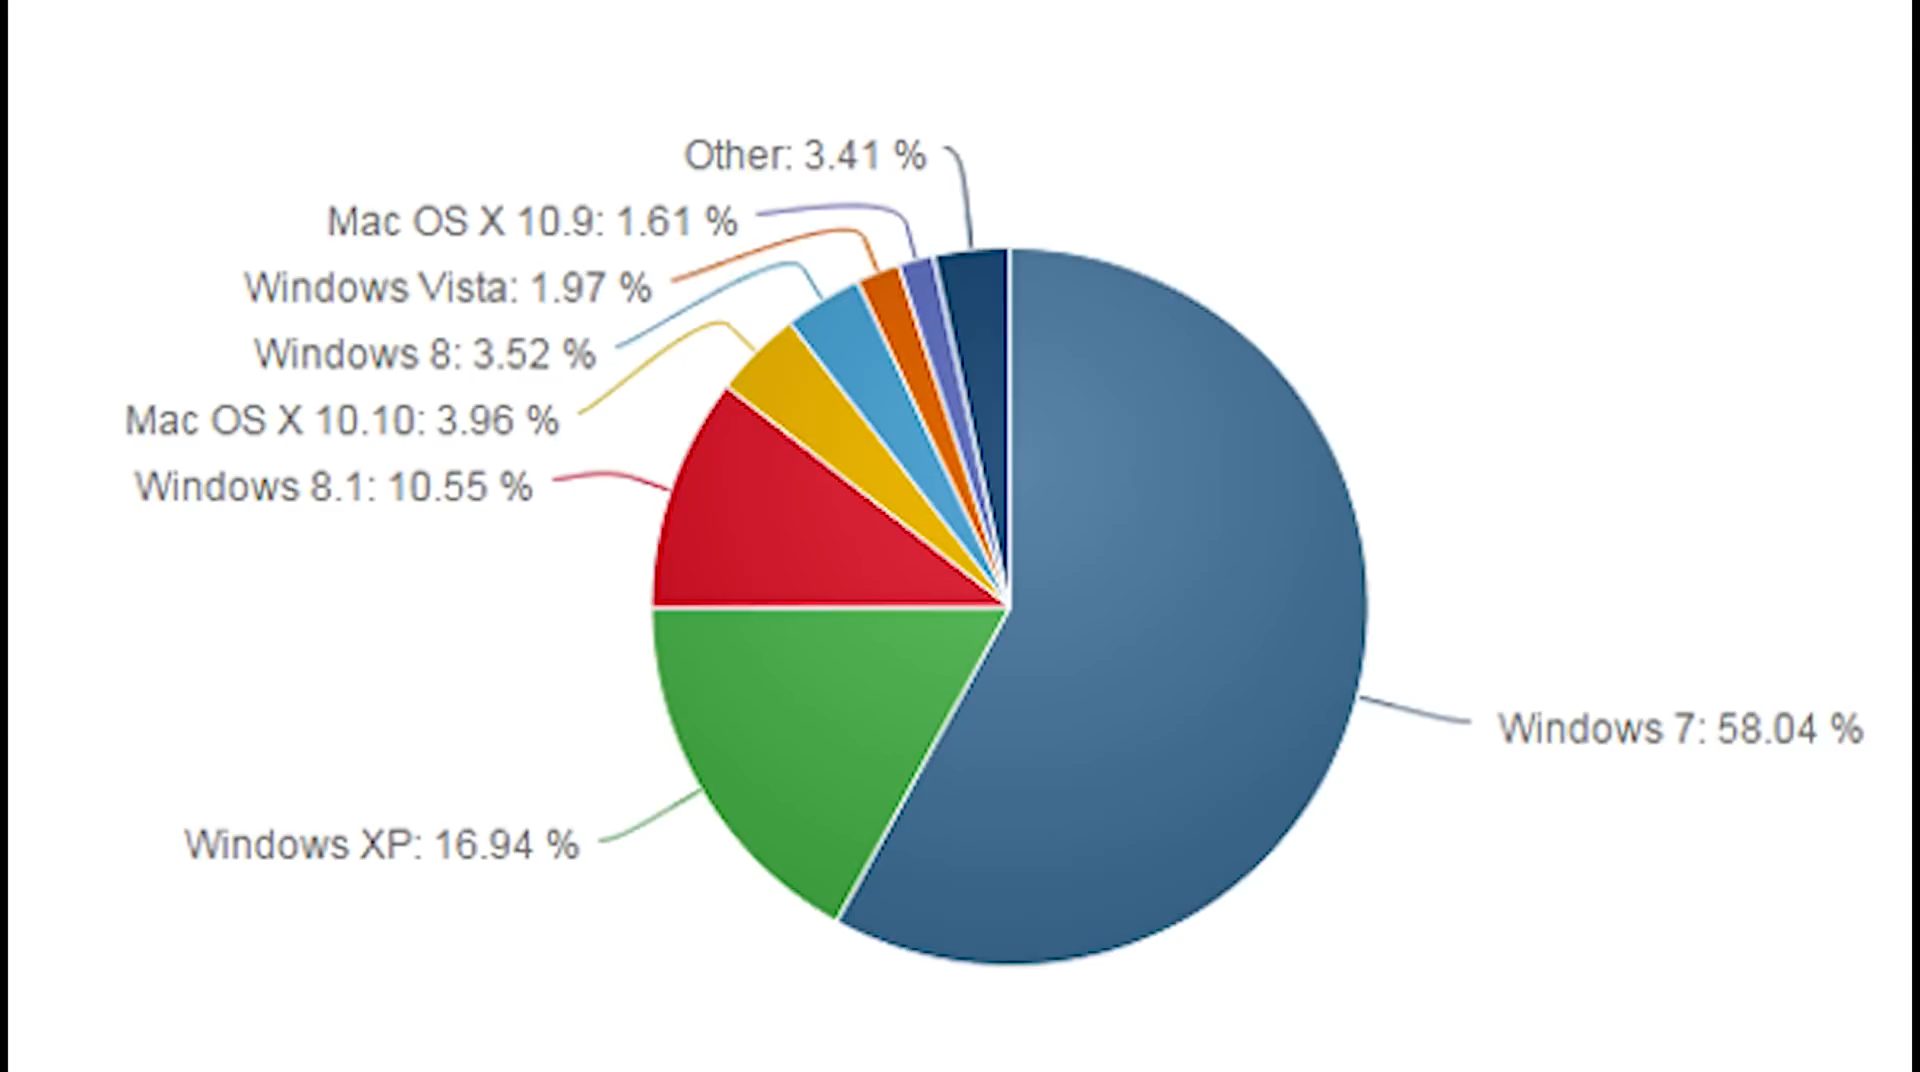 Other: 3.41 %
Mac OS X 10.9: 1.61 %
Windows Vista: 1.97 %
Windows 8: 3.52 %
Mac OS X 10.10: 3.96 %
Windows 8.1: 10.55 %
Windows 7: 58.04 %
Windows XP: 16.94 %